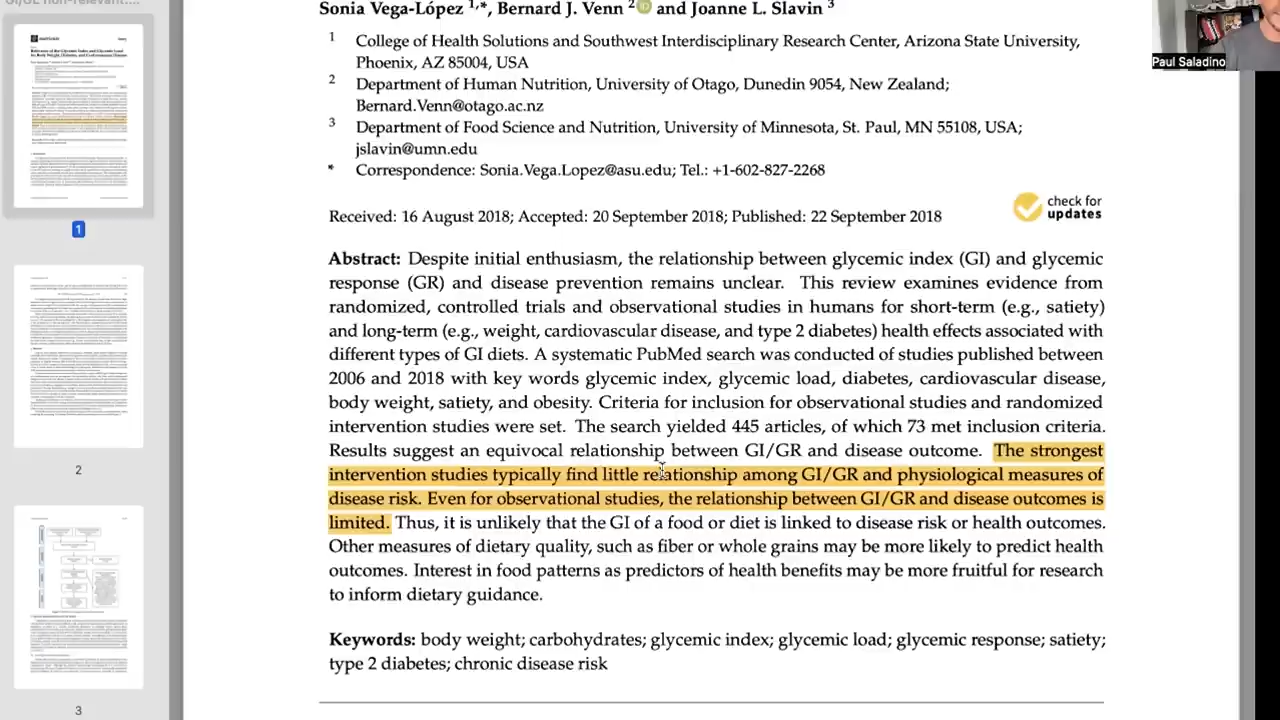 GI/GL non-relevant....
Sonia Vega-López 1,*, Bernard J. Venn 2 and Joanne L. Slavin 3
Paul Saladino
1 College of Health Solutions and Southwest Interdisciplinary Research Center, Arizona State University,
Phoenix, AZ 85004, USA
2 Department of Human Nutrition, University of Otago, Dunedin 9054, New Zealand;
Bernard.Venn@otago.ac.nz
3 Department of Food Science and Nutrition, University of Minnesota, St. Paul, MN 55108, USA;
jslavin@umn.edu
* Correspondence: Sonia.Vega.Lopez@asu.edu; Tel.: +1-602-827-2268
check for
updates
Received: 16 August 2018; Accepted: 20 September 2018; Published: 22 September 2018
Abstract: Despite initial enthusiasm, the relationship between glycemic index (GI) and glycemic
response (GR) and disease prevention remains unclear. This review examines evidence from
randomized, controlled trials and observational studies in humans for short-term (e.g., satiety)
and long-term (e.g., weight, cardiovascular disease, and type 2 diabetes) health effects associated with
different types of GI diets. A systematic PubMed search was conducted of studies published between
2006 and 2018 with key words glycemic index, glycemic load, diabetes, cardiovascular disease,
body weight, satiety, and obesity. Criteria for inclusion for observational studies and randomized
intervention studies were set. The search yielded 445 articles, of which 73 met inclusion criteria.
Results suggest an equivocal relationship between GI/GR and disease outcome. The strongest
intervention studies typically find little relationship among GI/GR and physiological measures of
disease risk. Even for observational studies, the relationship between GI/GR and disease outcomes is
limited. Thus, it is unlikely that the GI of a food or diet is linked to disease risk or health outcomes.
Other measures of dietary quality, such as fiber or whole grains may be more likely to predict health
outcomes. Interest in food patterns as predictors of health benefits may be more fruitful for research
to inform dietary guidance.
Keywords: body weight; carbohydrates; glycemic index; glycemic load; glycemic response; satiety;
type 2 diabetes; chronic disease risk
1
2
3